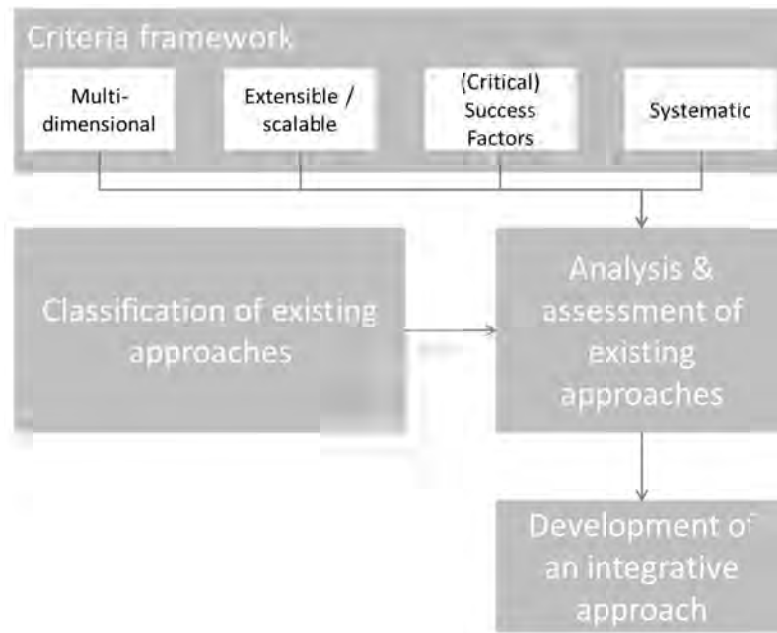 Criteria framework
Multi-
dimensional
Extensible /
scalable
(Critical)
Success
Factors
Systematic
Classification of existing
approaches
Analysis &
assessment of
existing
approaches
Development of
an integrative
approach